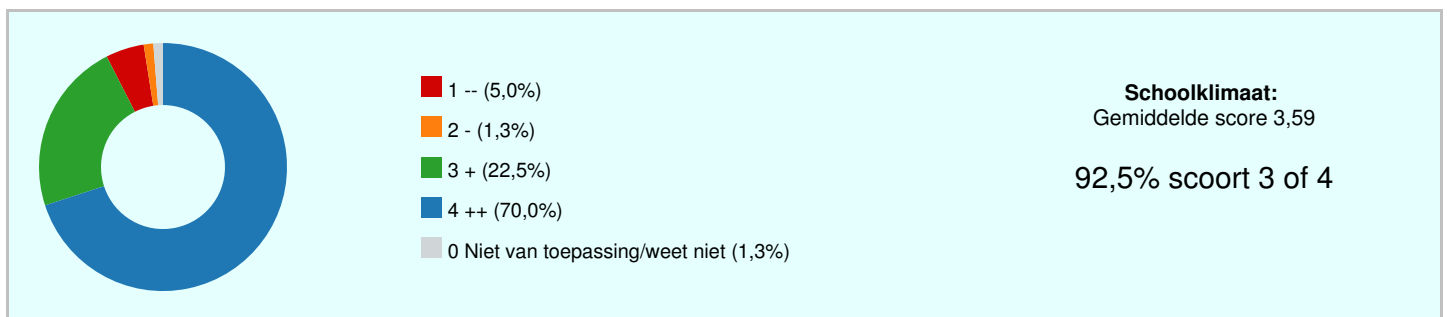 1 -- (5,0%)
2 - (1,3%)
3 + (22,5%)
4 ++ (70,0%)
0 Niet van toepassing/weet niet (1,3%)
Schoolklimaat:
Gemiddelde score 3,59
92,5% scoort 3 of 4